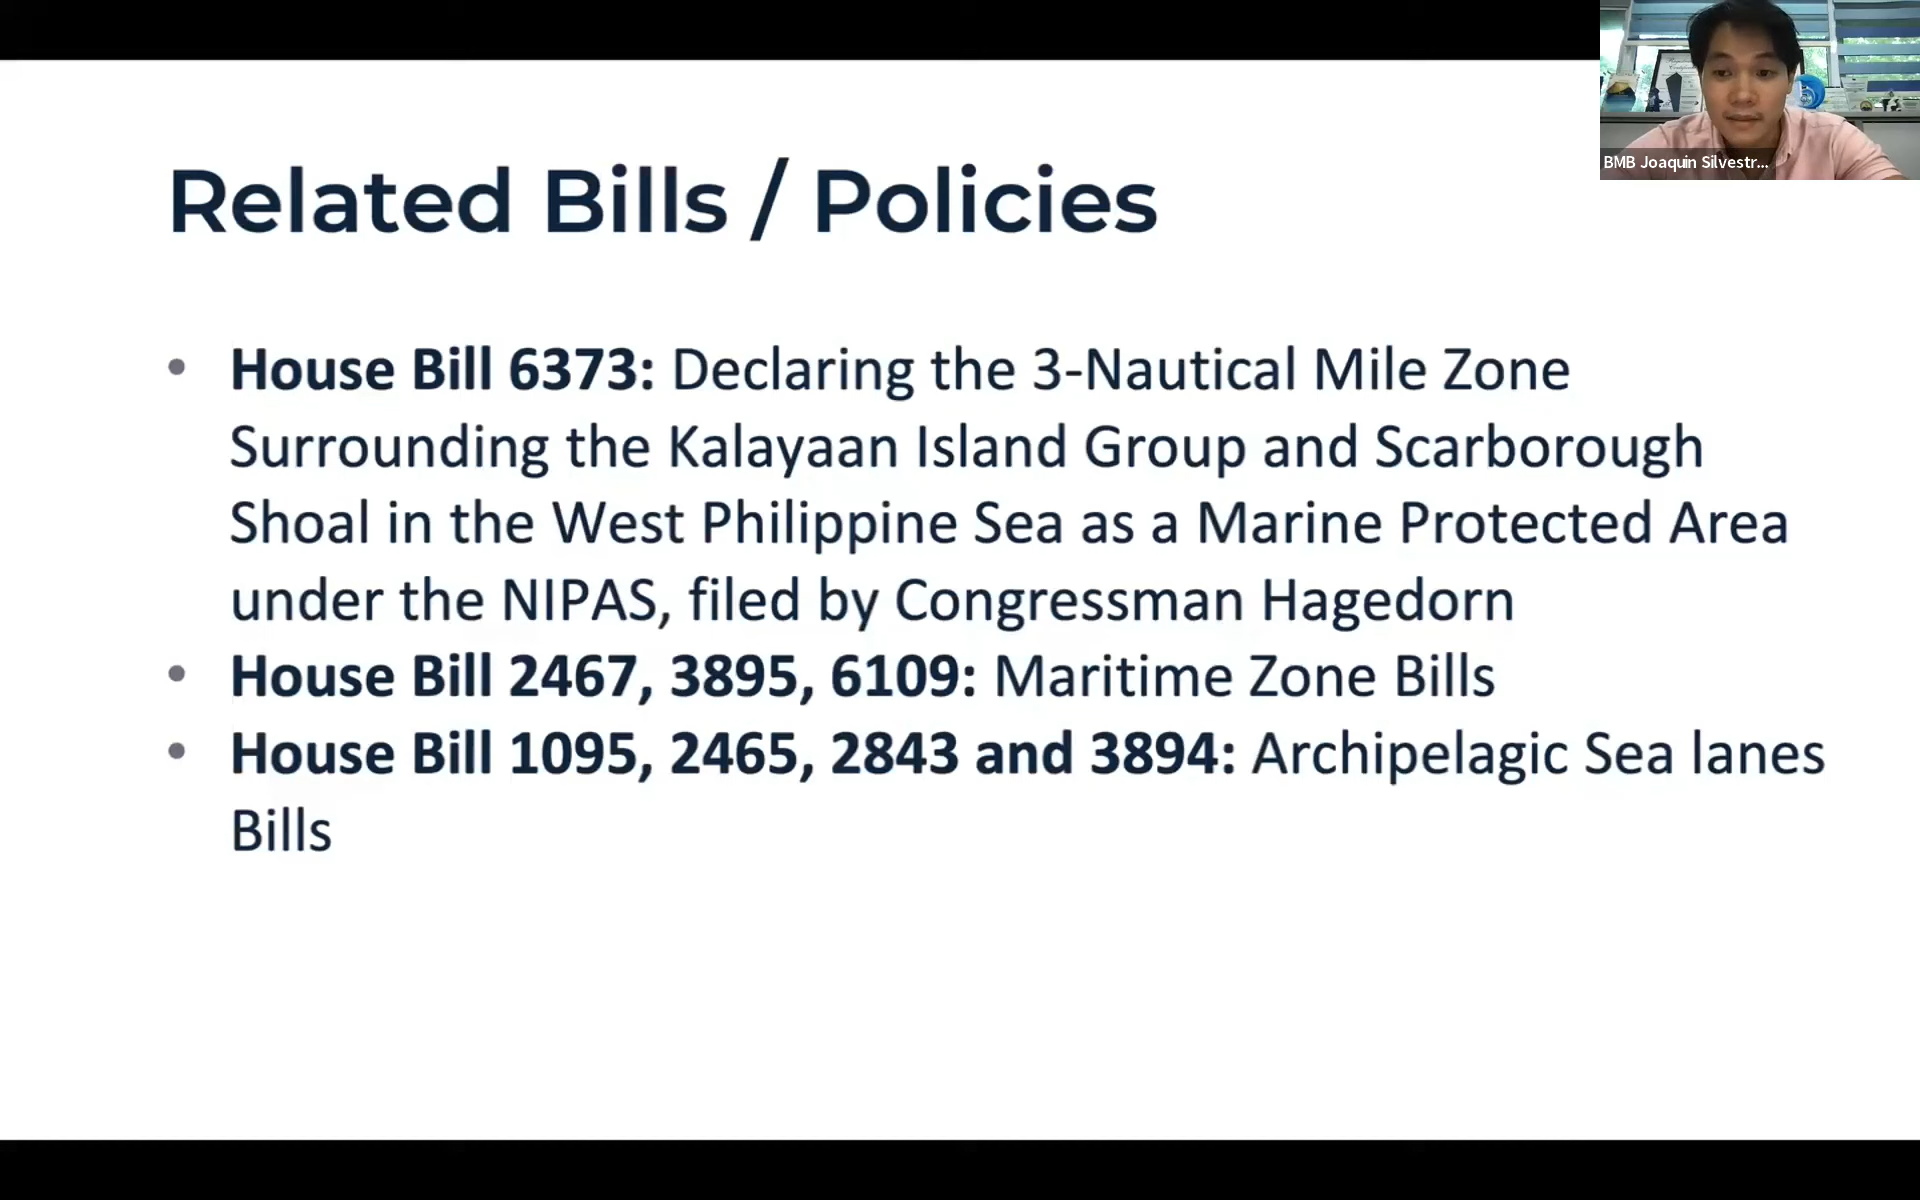 BMB Joaquin Silvestr...
Related Bills / Policies
• House Bill 6373: Declaring the 3-Nautical Mile Zone
Surrounding the Kalayaan Island Group and Scarborough
Shoal in the West Philippine Sea as a Marine Protected Area
under the NIPAS, filed by Congressman Hagedorn
• House Bill 2467, 3895, 6109: Maritime Zone Bills
• House Bill 1095, 2465, 2843 and 3894: Archipelagic Sea lanes
Bills